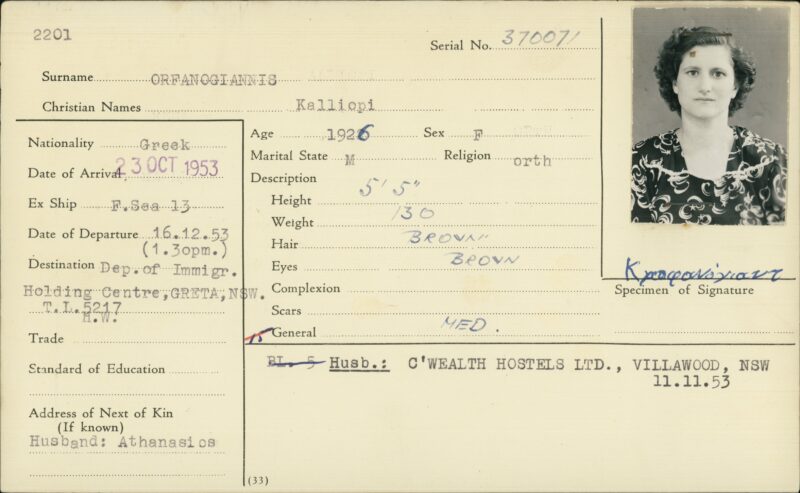 2201
Serial No. 370071
Surname ORFANOGIANNIS
Christian Names Kalliopi
Nationality Greek
Date of Arrival 23 OCT 1953
Ex Ship F.Sea 13
Date of Departure 16.12.53
(1.30pm.)
Destination Dep.of Immigr.
Holding Centre,GRETA,NSW.
T.L.5217
H.W.
Trade
Standard of Education
Address of Next of Kin
(If known)
Husband: Athanasios
Age 1926 Sex F
Marital State M Religion orth
Description
Height 5' 5"
Weight 130
Hair BROWN
Eyes BROWN
Complexion
Scars
15 General MED.
Specimen of Signature
BL. 5 Husb.: C'WEALTH HOSTELS LTD., VILLAWOOD, NSW
11.11.53
(33)